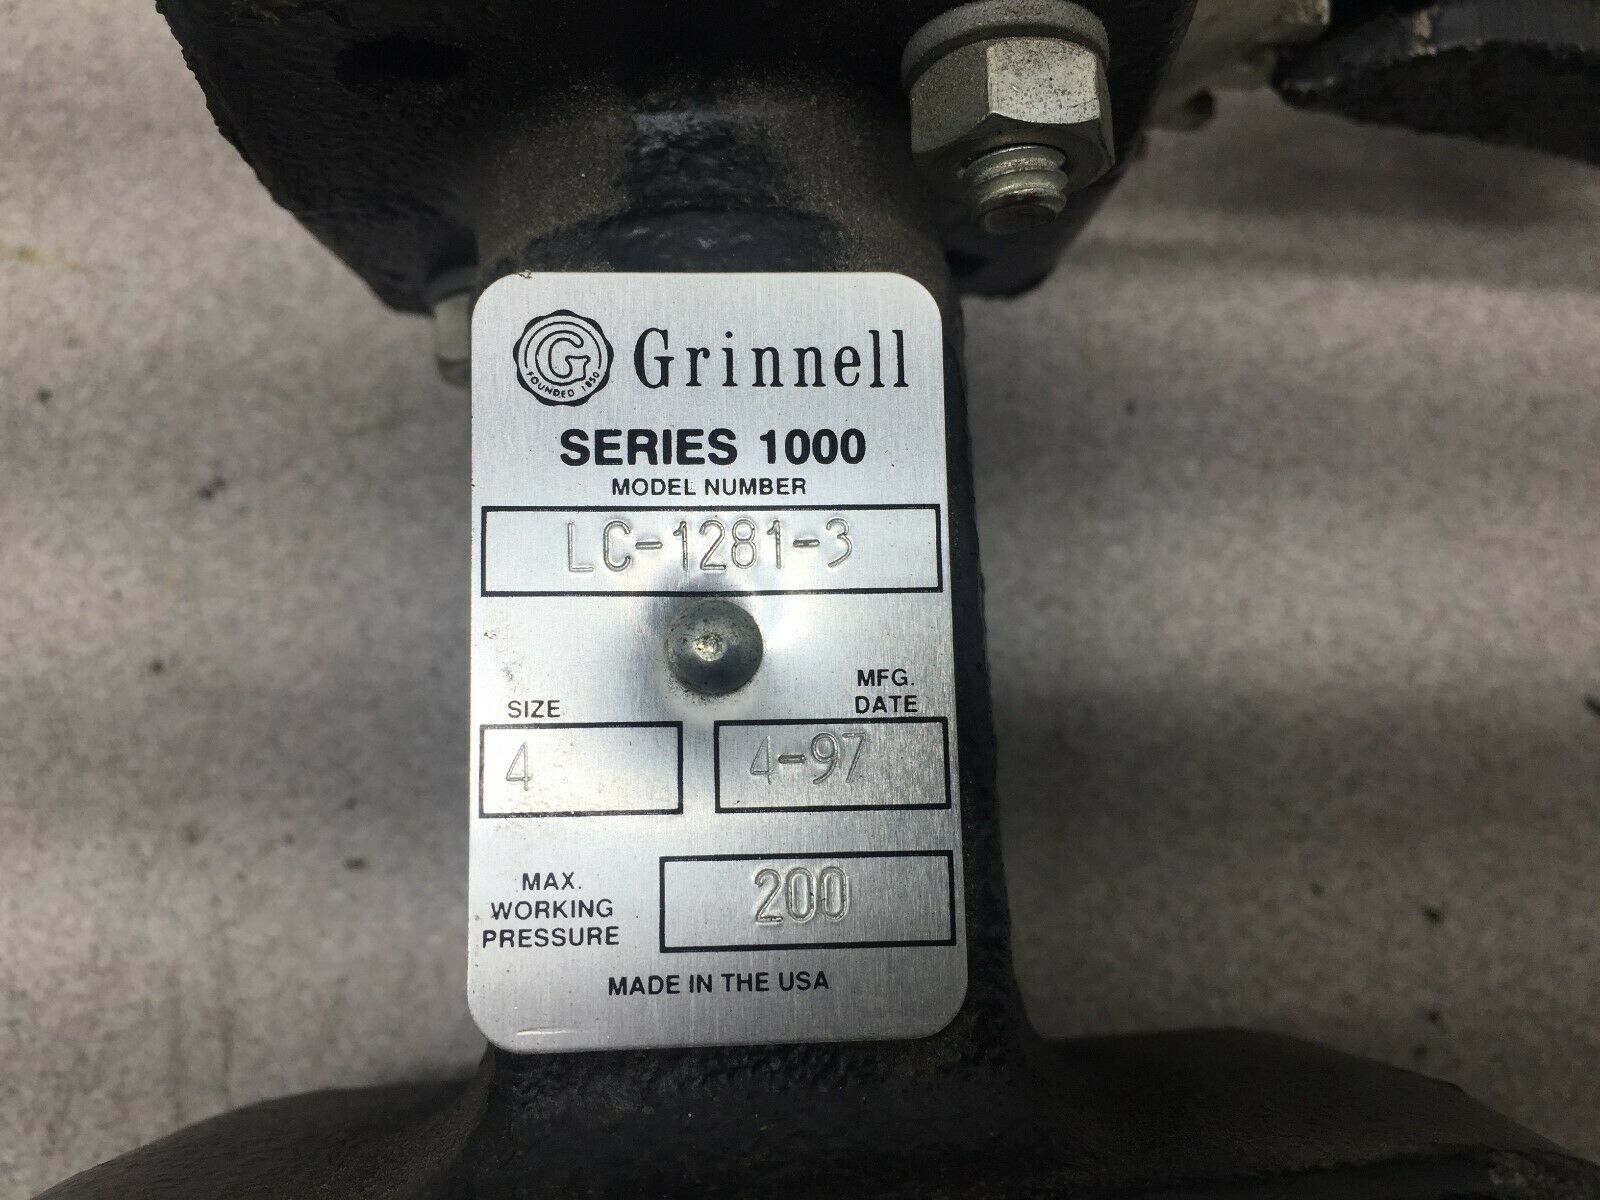 G
FOUNDED 1850
Grinnell
SERIES 1000
MODEL NUMBER
LC-1281-3
SIZE
MFG.
DATE
4
4-97
MAX.
WORKING
PRESSURE
200
MADE IN THE USA